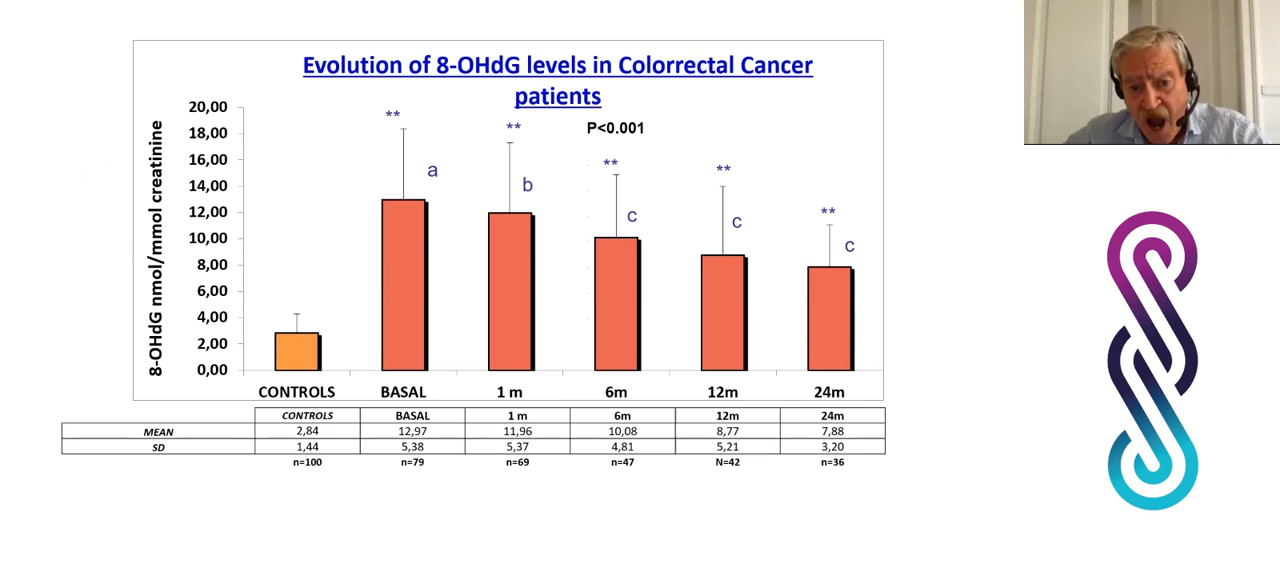 Evolution of 8-OHdG levels in Colorrectal Cancer
patients
8-OHdG nmol/mmol creatinine
20,00
18,00
16,00
14,00
12,00
10,00
8,00
6,00
4,00
2,00
0,00
** ** ** ** **
P<0.001
a b c c c
CONTROLS BASAL 1 m 6m 12m 24m
CONTROLS BASAL 1 m 6m 12m 24m
MEAN 2,84 12,97 11,96 10,08 8,77 7,88
SD 1,44 5,38 5,37 4,81 5,21 3,20
n=100 n=79 n=69 n=47 N=42 n=36